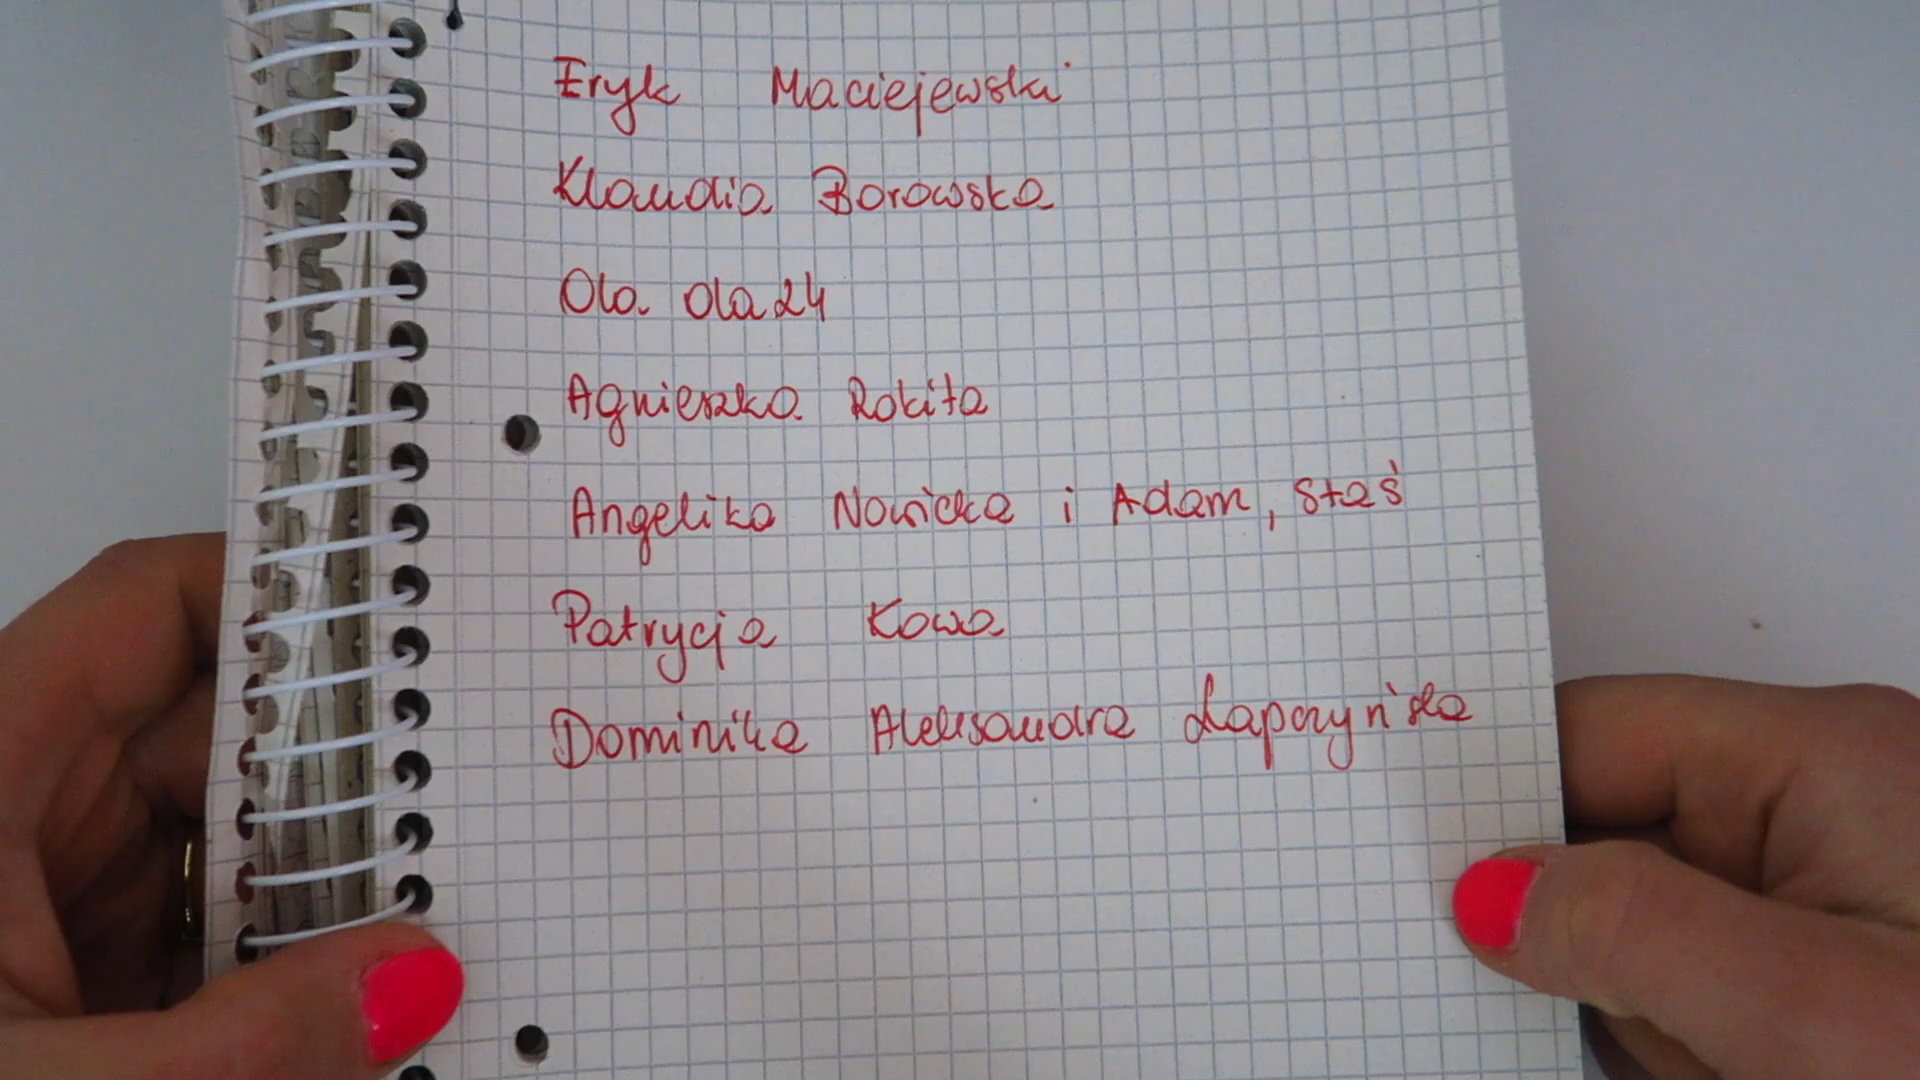 Eryk Maciejewski
Klaudia Borowska
Ola Ola24
Agnieszka Rokita
Angelika Nowicka i Adam, Staś
Patrycja Kowa
Dominika Aleksandra Łapczyńska